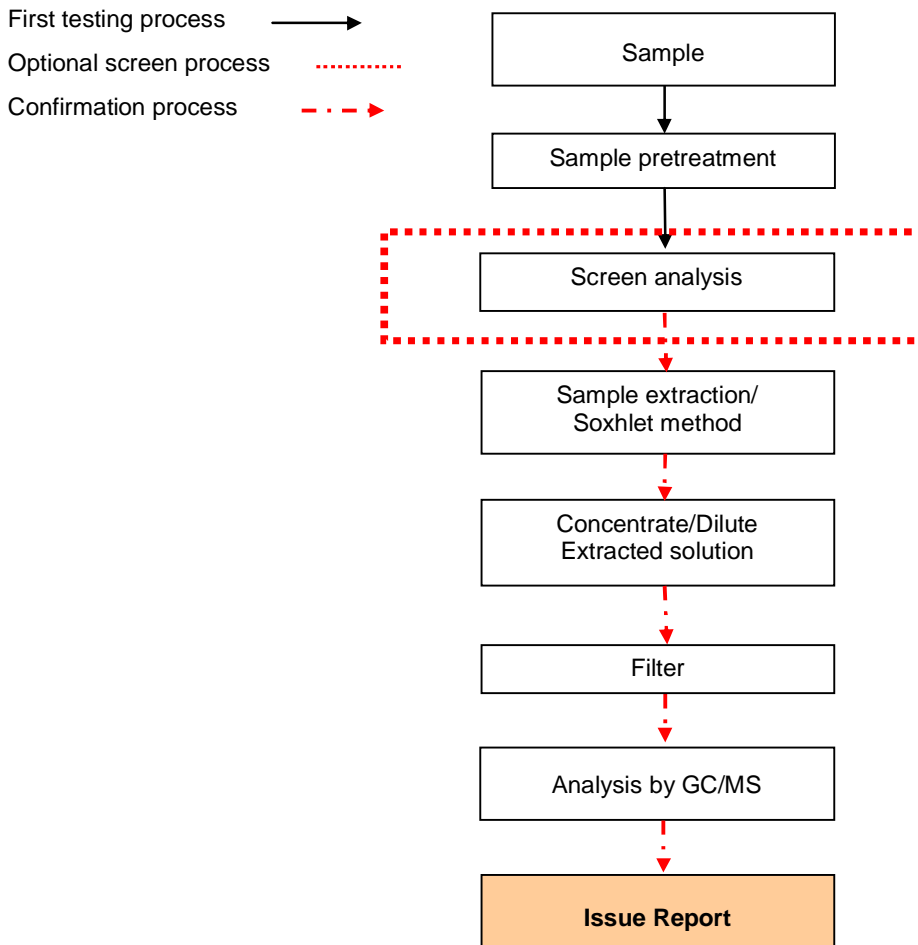 First testing process
Optional screen process
Confirmation process
Sample
Sample pretreatment
Screen analysis
Sample extraction/
Soxhlet method
Concentrate/Dilute
Extracted solution
Filter
Analysis by GC/MS
Issue Report